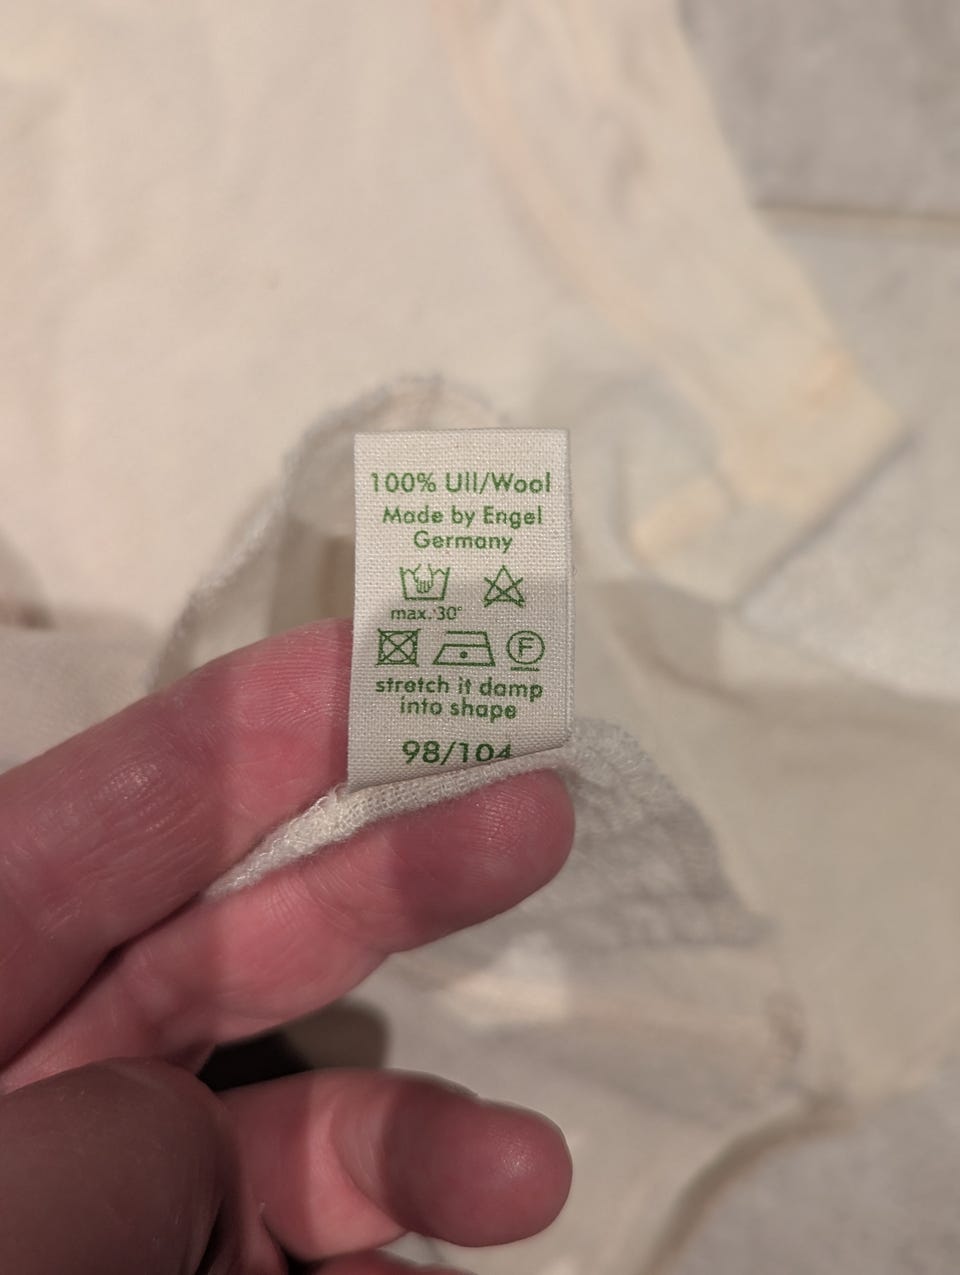 100% Ull/Wool
Made by Engel
Germany
max. 30°
F
stretch it damp
into shape
98/104